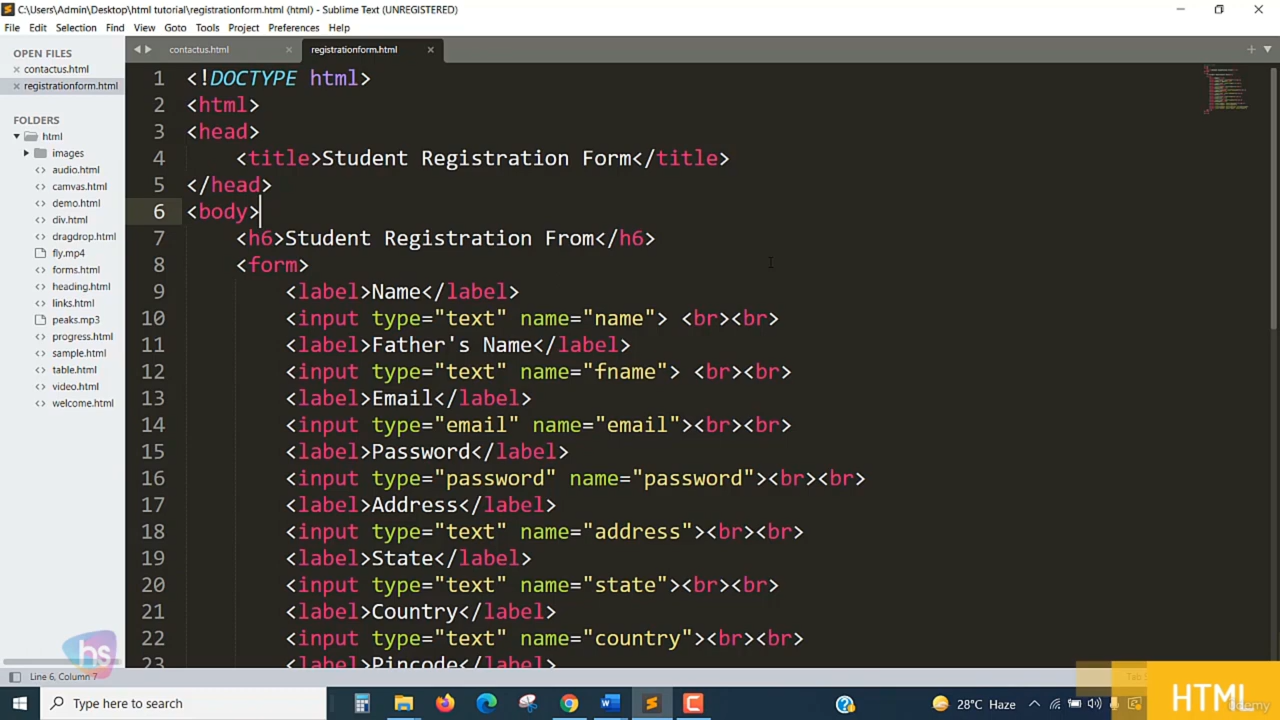 C:\Users\Admin\Desktop\html tutorial\registrationform.html (html) - Sublime Text (UNREGISTERED)
File Edit Selection Find View Goto Tools Project Preferences Help
OPEN FILES
contactus.html
registrationform.html
FOLDERS
html
images
audio.html
canvas.html
demo.html
div.html
dragdrop.html
fly.mp4
forms.html
heading.html
links.html
peaks.mp3
progress.html
sample.html
table.html
video.html
welcome.html
contactus.html registrationform.html
1 <!DOCTYPE html>
2 <html>
3 <head>
4 <title>Student Registration Form</title>
5 </head>
6 <body>
7 <h6>Student Registration From</h6>
8 <form>
9 <label>Name</label>
10 <input type="text" name="name"> <br><br>
11 <label>Father's Name</label>
12 <input type="text" name="fname"> <br><br>
13 <label>Email</label>
14 <input type="email" name="email"><br><br>
15 <label>Password</label>
16 <input type="password" name="password"><br><br>
17 <label>Address</label>
18 <input type="text" name="address"><br><br>
19 <label>State</label>
20 <input type="text" name="state"><br><br>
21 <label>Country</label>
22 <input type="text" name="country"><br><br>
23 <label>Pincode</label>
hs
Line 6, Column 7
Type here to search
28°C Haze
HTML